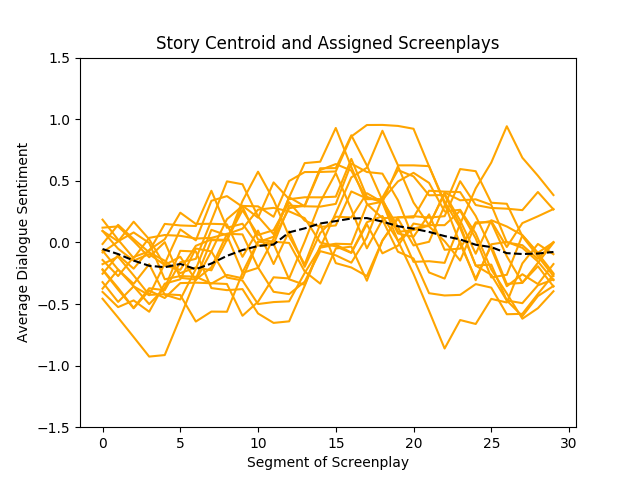 Story Centroid and Assigned Screenplays
1.5
1.0
0.5
0.0
−0.5
−1.0
−1.5
Average Dialogue Sentiment
0 5 10 15 20 25 30
Segment of Screenplay